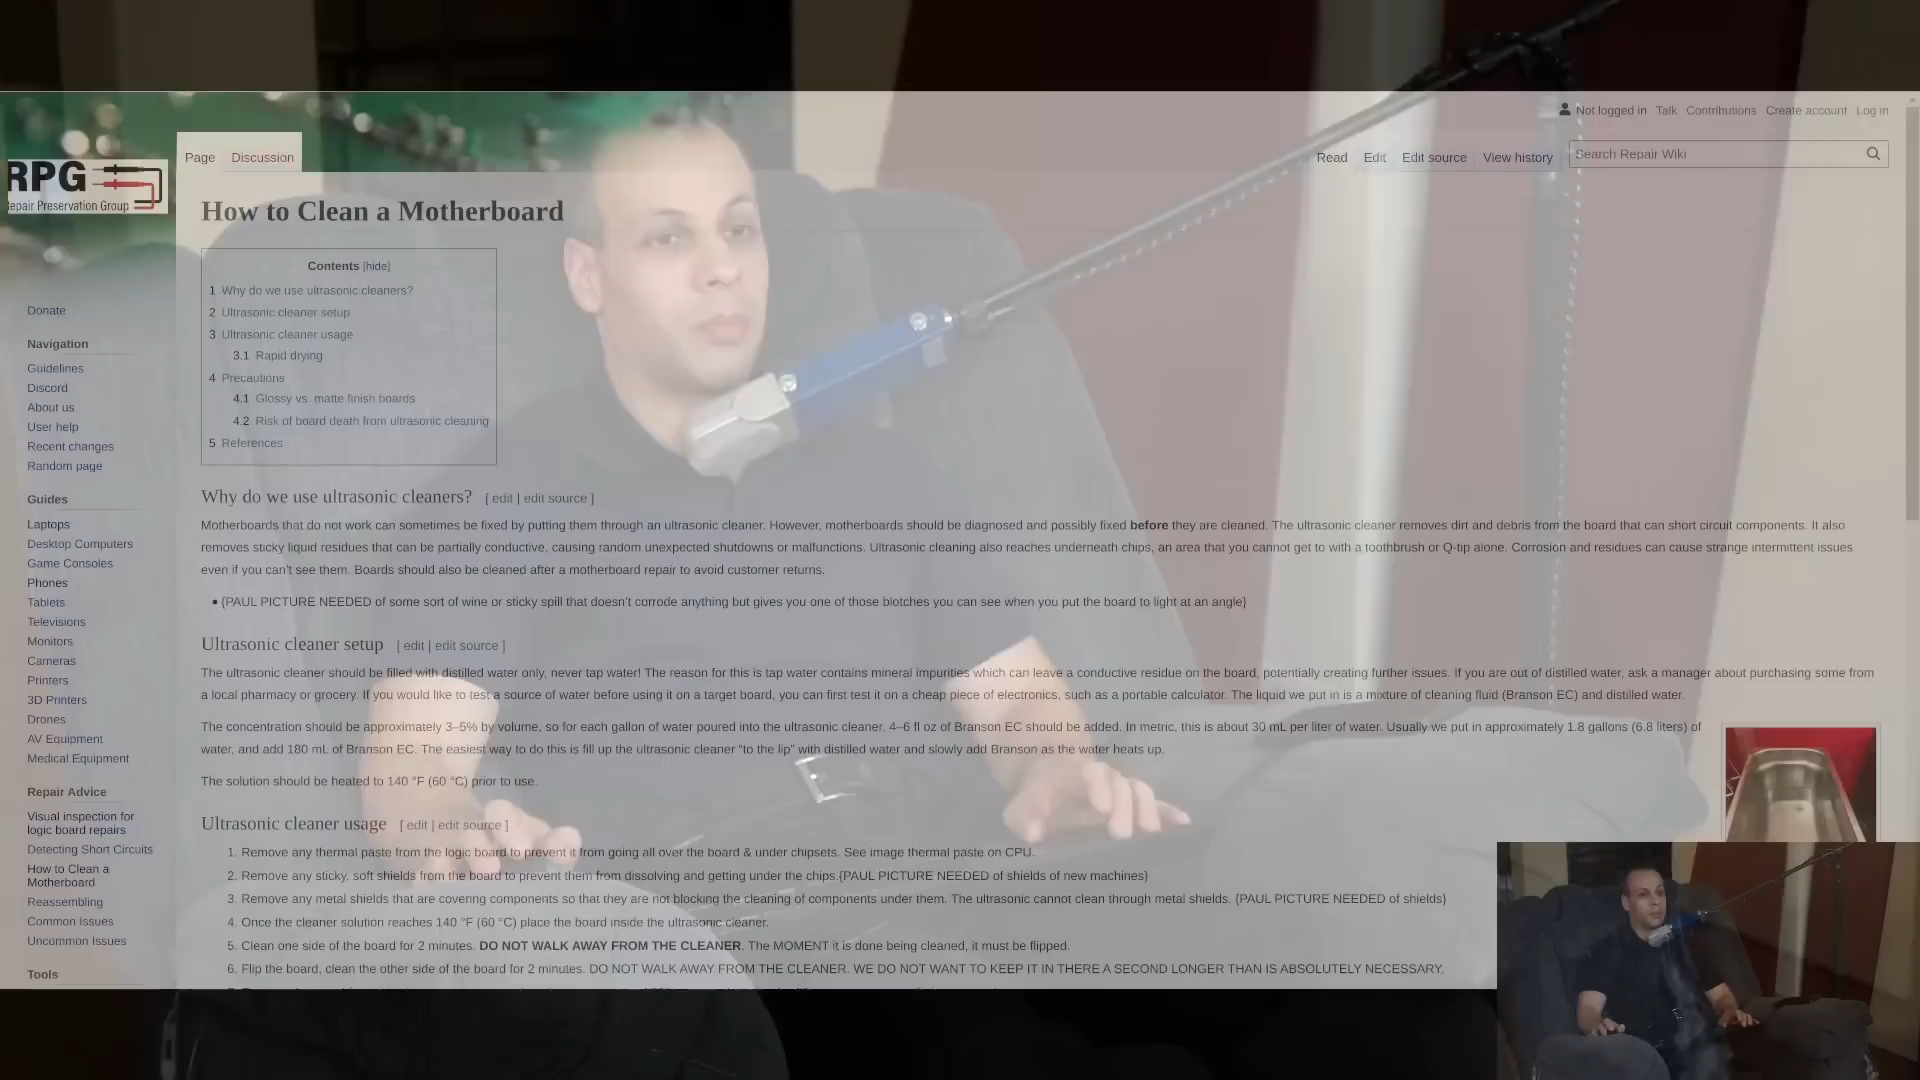 Not logged in Talk Contributions Create account Log in
Page Discussion Read Edit Edit source View history Search Repair Wiki
RPG
Repair Preservation Group
How to Clean a Motherboard
Contents [hide]
1 Why do we use ultrasonic cleaners?
2 Ultrasonic cleaner setup
3 Ultrasonic cleaner usage
3.1 Rapid drying
4 Precautions
4.1 Glossy vs. matte finish boards
4.2 Risk of board death from ultrasonic cleaning
5 References
Donate
Navigation
Guidelines
Discord
About us
User help
Recent changes
Random page
Guides
Laptops
Desktop Computers
Game Consoles
Phones
Tablets
Televisions
Monitors
Cameras
Printers
3D Printers
Drones
AV Equipment
Medical Equipment
Repair Advice
Visual inspection for
logic board repairs
Detecting Short Circuits
How to Clean a
Motherboard
Reassembling
Common Issues
Uncommon Issues
Tools
Why do we use ultrasonic cleaners? [ edit | edit source ]
Motherboards that do not work can sometimes be fixed by putting them through an ultrasonic cleaner. However, motherboards should be diagnosed and possibly fixed before they are cleaned. The ultrasonic cleaner removes dirt and debris from the board that can short circuit components. It also
removes sticky liquid residues that can be partially conductive, causing random unexpected shutdowns or malfunctions. Ultrasonic cleaning also reaches underneath chips, an area that you cannot get to with a toothbrush or Q-tip alone. Corrosion and residues can cause strange intermittent issues
even if you can't see them. Boards should also be cleaned after a motherboard repair to avoid customer returns.
• {PAUL PICTURE NEEDED of some sort of wine or sticky spill that doesn't corrode anything but gives you one of those blotches you can see when you put the board to light at an angle}
Ultrasonic cleaner setup [ edit | edit source ]
The ultrasonic cleaner should be filled with distilled water only, never tap water! The reason for this is tap water contains mineral impurities which can leave a conductive residue on the board, potentially creating further issues. If you are out of distilled water, ask a manager about purchasing some from
a local pharmacy or grocery. If you would like to test a source of water before using it on a target board, you can first test it on a cheap piece of electronics, such as a portable calculator. The liquid we put in is a mixture of cleaning fluid (Branson EC) and distilled water.
The concentration should be approximately 3–5% by volume, so for each gallon of water poured into the ultrasonic cleaner, 4–6 fl oz of Branson EC should be added. In metric, this is about 30 mL per liter of water. Usually we put in approximately 1.8 gallons (6.8 liters) of
water, and add 180 mL of Branson EC. The easiest way to do this is fill up the ultrasonic cleaner "to the lip" with distilled water and slowly add Branson as the water heats up.
The solution should be heated to 140 °F (60 °C) prior to use.
Ultrasonic cleaner usage [ edit | edit source ]
1. Remove any thermal paste from the logic board to prevent it from going all over the board & under chipsets. See image thermal paste on CPU.
2. Remove any sticky. soft shields from the board to prevent them from dissolving and getting under the chips.{PAUL PICTURE NEEDED of shields of new machines}
3. Remove any metal shields that are covering components so that they are not blocking the cleaning of components under them. The ultrasonic cannot clean through metal shields. {PAUL PICTURE NEEDED of shields}
4. Once the cleaner solution reaches 140 °F (60 °C) place the board inside the ultrasonic cleaner.
5. Clean one side of the board for 2 minutes. DO NOT WALK AWAY FROM THE CLEANER. The MOMENT it is done being cleaned, it must be flipped.
6. Flip the board, clean the other side of the board for 2 minutes. DO NOT WALK AWAY FROM THE CLEANER. WE DO NOT WANT TO KEEP IT IN THERE A SECOND LONGER THAN IS ABSOLUTELY NECESSARY.